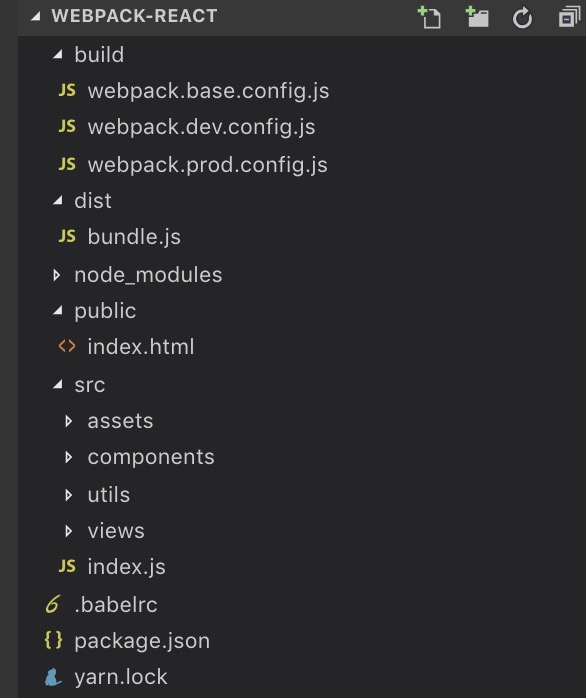 WEBPACK-REACT
build
JS webpack.base.config.js
JS webpack.dev.config.js
JS webpack.prod.config.js
dist
JS bundle.js
node_modules
public
<> index.html
src
assets
components
utils
views
JS index.js
6 .babelrc
{} package.json
yarn.lock